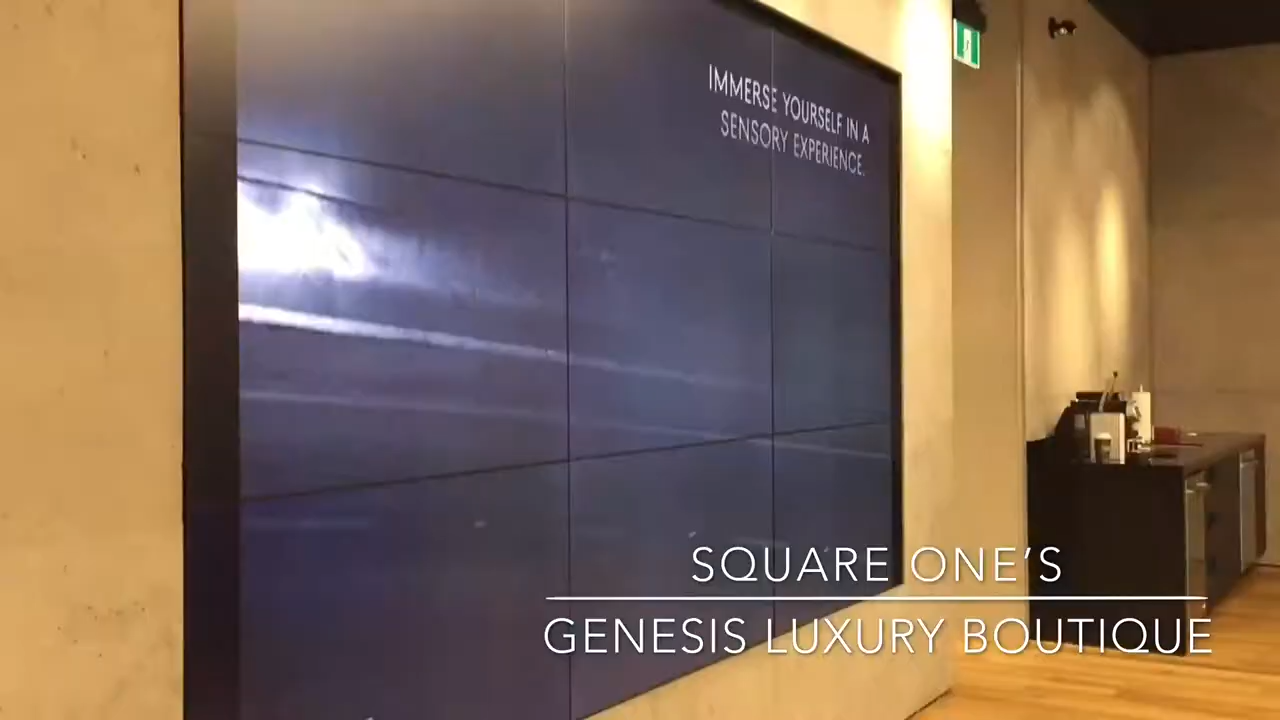 IMMERSE YOURSELF IN A
SENSORY EXPERIENCE.
SQUARE ONE'S
GENESIS LUXURY BOUTIQUE